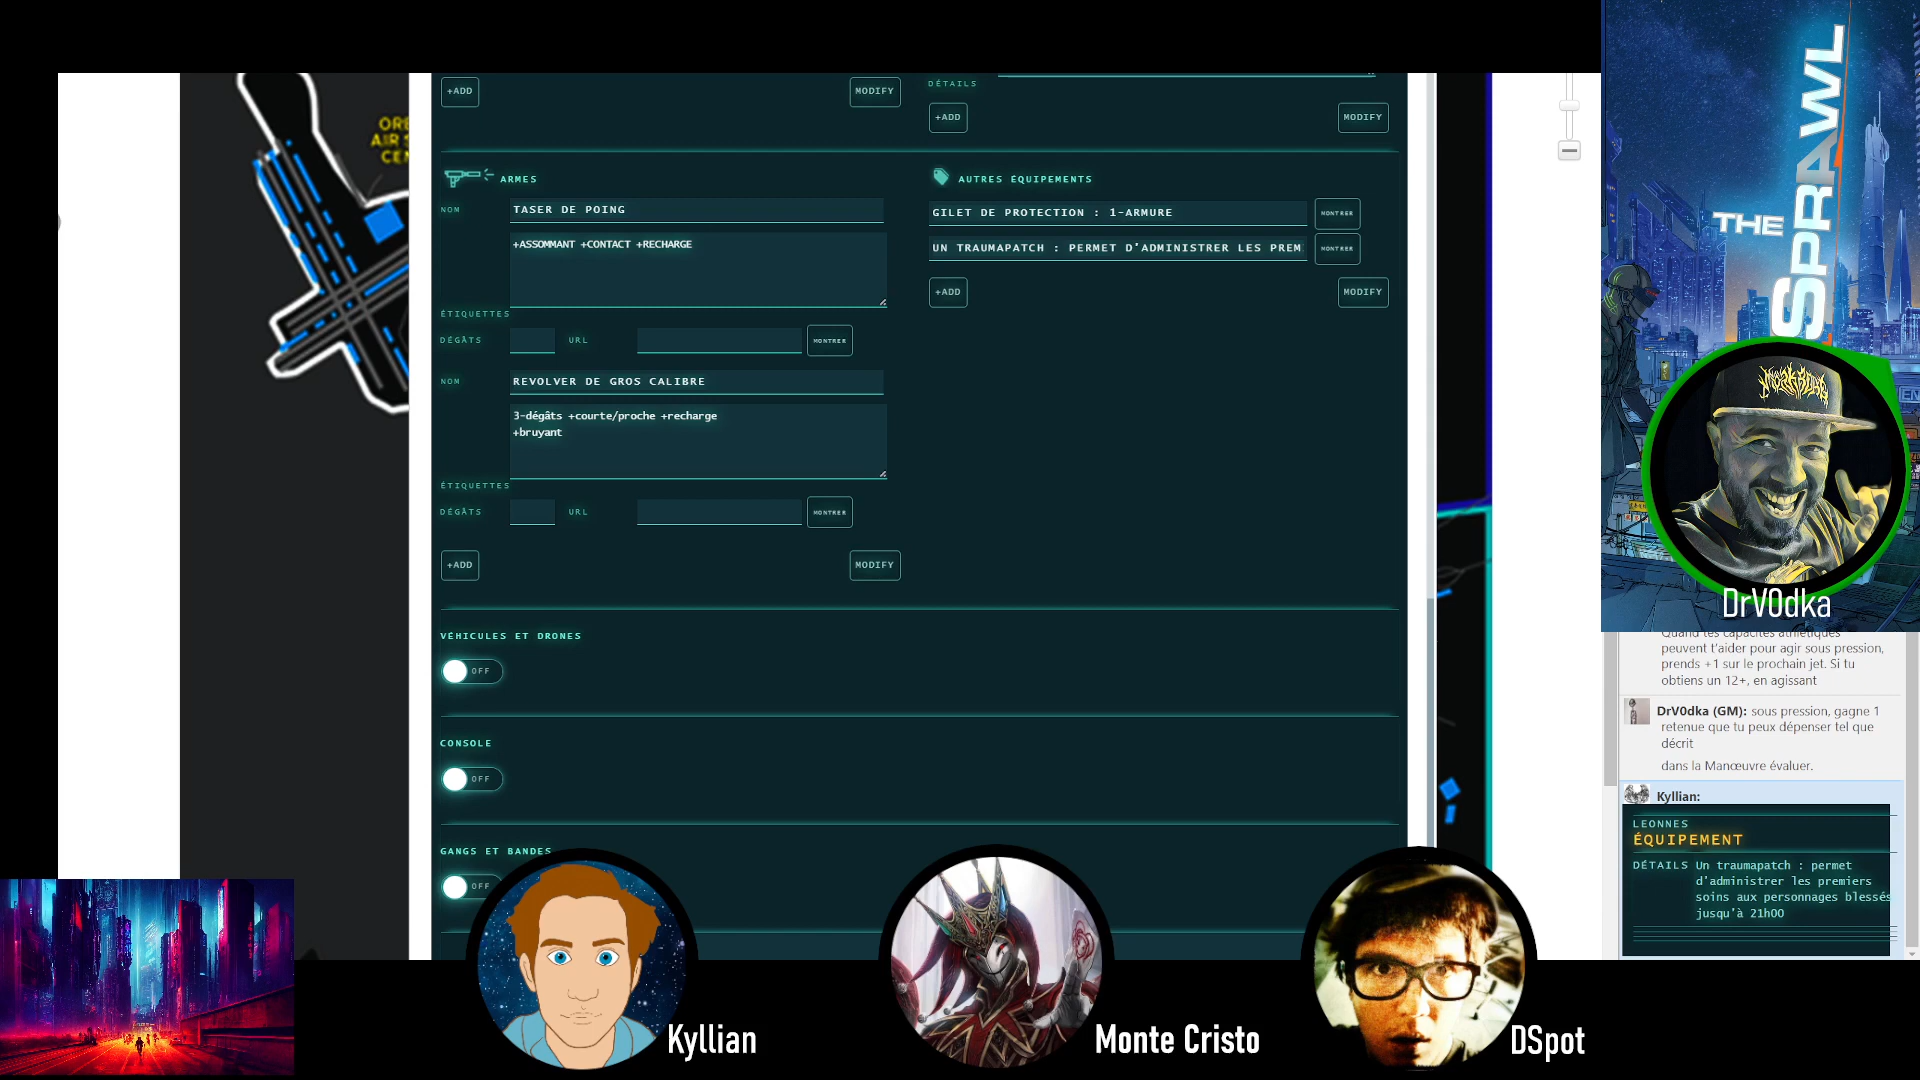 +ADD
MODIFY
DÉTAILS
+ADD
MODIFY
ARMES
NOM
TASER DE POING
+ASSOMMANT +CONTACT +RECHARGE
ÉTIQUETTES
DÉGÂTS
URL
MONTRER
NOM
REVOLVER DE GROS CALIBRE
3-dégâts +courte/proche +recharge
+bruyant
ÉTIQUETTES
DÉGÂTS
URL
MONTRER
+ADD
MODIFY
AUTRES ÉQUIPEMENTS
GILET DE PROTECTION : 1-ARMURE
MONTRER
UN TRAUMAPATCH : PERMET D'ADMINISTRER LES PREM
MONTRER
+ADD
MODIFY
VÉHICULES ET DRONES
OFF
CONSOLE
OFF
GANGS ET BANDES
OFF
THE SPRAWL
DrV0dka
Quand tes capacités athlétiques
peuvent t'aider pour agir sous pression,
prends +1 sur le prochain jet. Si tu
obtiens un 12+, en agissant
DrV0dka (GM): sous pression, gagne 1
retenue que tu peux dépenser tel que
décrit
dans la Manœuvre évaluer.
Kyllian:
LEONNES
ÉQUIPEMENT
DÉTAILS Un traumapatch : permet
d'administrer les premiers
soins aux personnages blessés
jusqu'à 21h00
Kyllian
Monte Cristo
DSpot